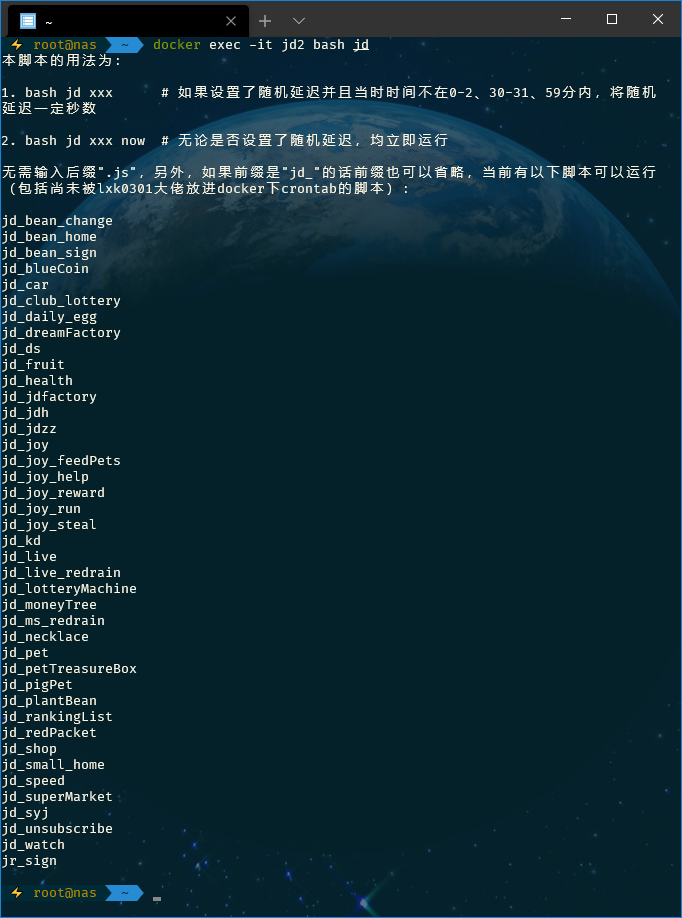 ~
root@nas ~ docker exec -it jd2 bash jd
本脚本的用法为:
1. bash jd xxx      # 如果设置了随机延迟并且当时时间不在0-2、30-31、59分内, 将随机
延迟一定秒数
2. bash jd xxx now  # 无论是否设置了随机延迟, 均立即运行
无需输入后缀".js", 另外, 如果前缀是"jd_"的话前缀也可以省略, 当前有以下脚本可以运行
(包括尚未被lxk0301大佬放进docker下crontab的脚本) :
jd_bean_change
jd_bean_home
jd_bean_sign
jd_blueCoin
jd_car
jd_club_lottery
jd_daily_egg
jd_dreamFactory
jd_ds
jd_fruit
jd_health
jd_jdfactory
jd_jdh
jd_jdzz
jd_joy
jd_joy_feedPets
jd_joy_help
jd_joy_reward
jd_joy_run
jd_joy_steal
jd_kd
jd_live
jd_live_redrain
jd_lotteryMachine
jd_moneyTree
jd_ms_redrain
jd_necklace
jd_pet
jd_petTreasureBox
jd_pigPet
jd_plantBean
jd_rankingList
jd_redPacket
jd_shop
jd_small_home
jd_speed
jd_superMarket
jd_syj
jd_unsubscribe
jd_watch
jr_sign
root@nas ~